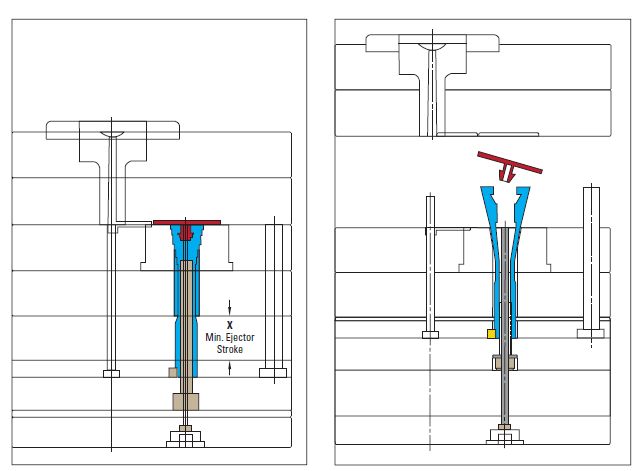 X
Min. Ejector
Stroke